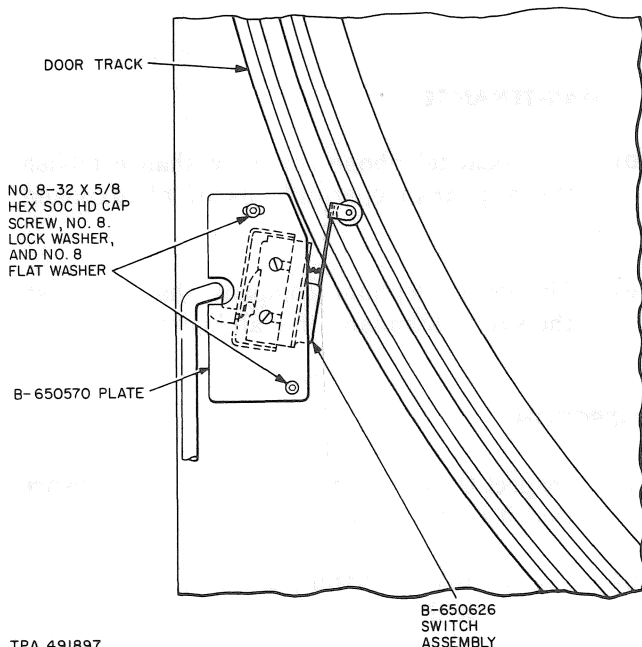 DOOR TRACK
NO. 8-32 X 5/8
HEX SOC HD CAP
SCREW, NO. 8.
LOCK WASHER,
AND NO. 8
FLAT WASHER
B-650570 PLATE
B-650626
SWITCH
ASSEMBLY
TPA 491897